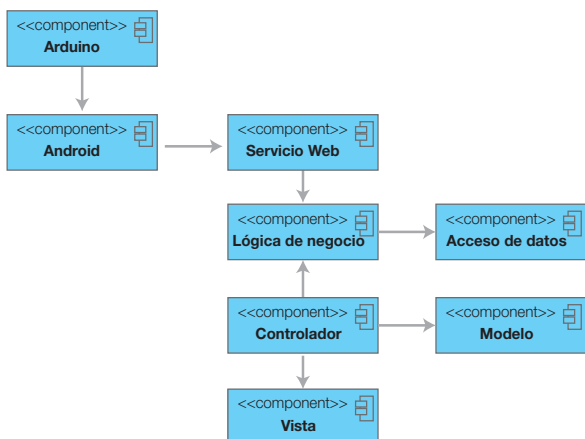 <<component>>
Arduino
<<component>>
Android
<<component>>
Servicio Web
<<component>>
Lógica de negocio
<<component>>
Acceso de datos
<<component>>
Controlador
<<component>>
Modelo
<<component>>
Vista